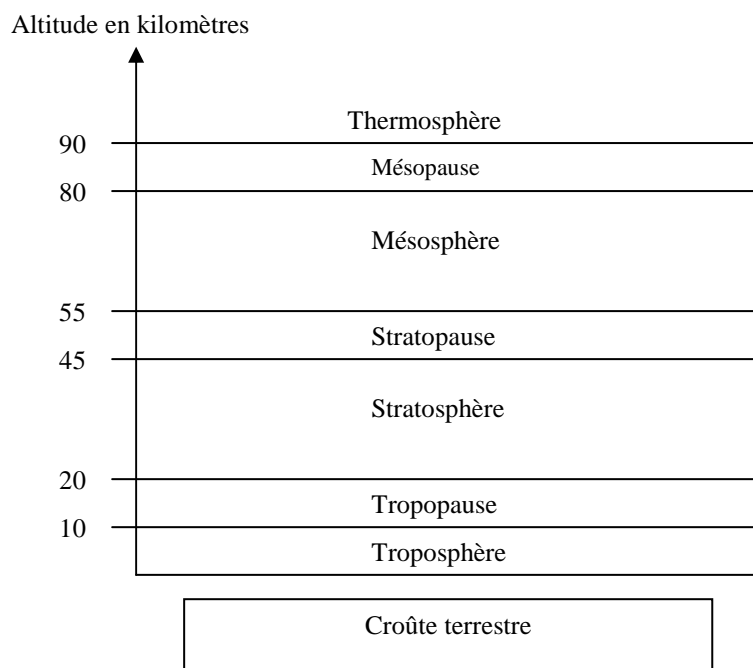 Altitude en kilomètres
Thermosphère
90
Mésopause
80
Mésosphère
55
Stratopause
45
Stratosphère
20
Tropopause
10
Troposphère
Croûte terrestre